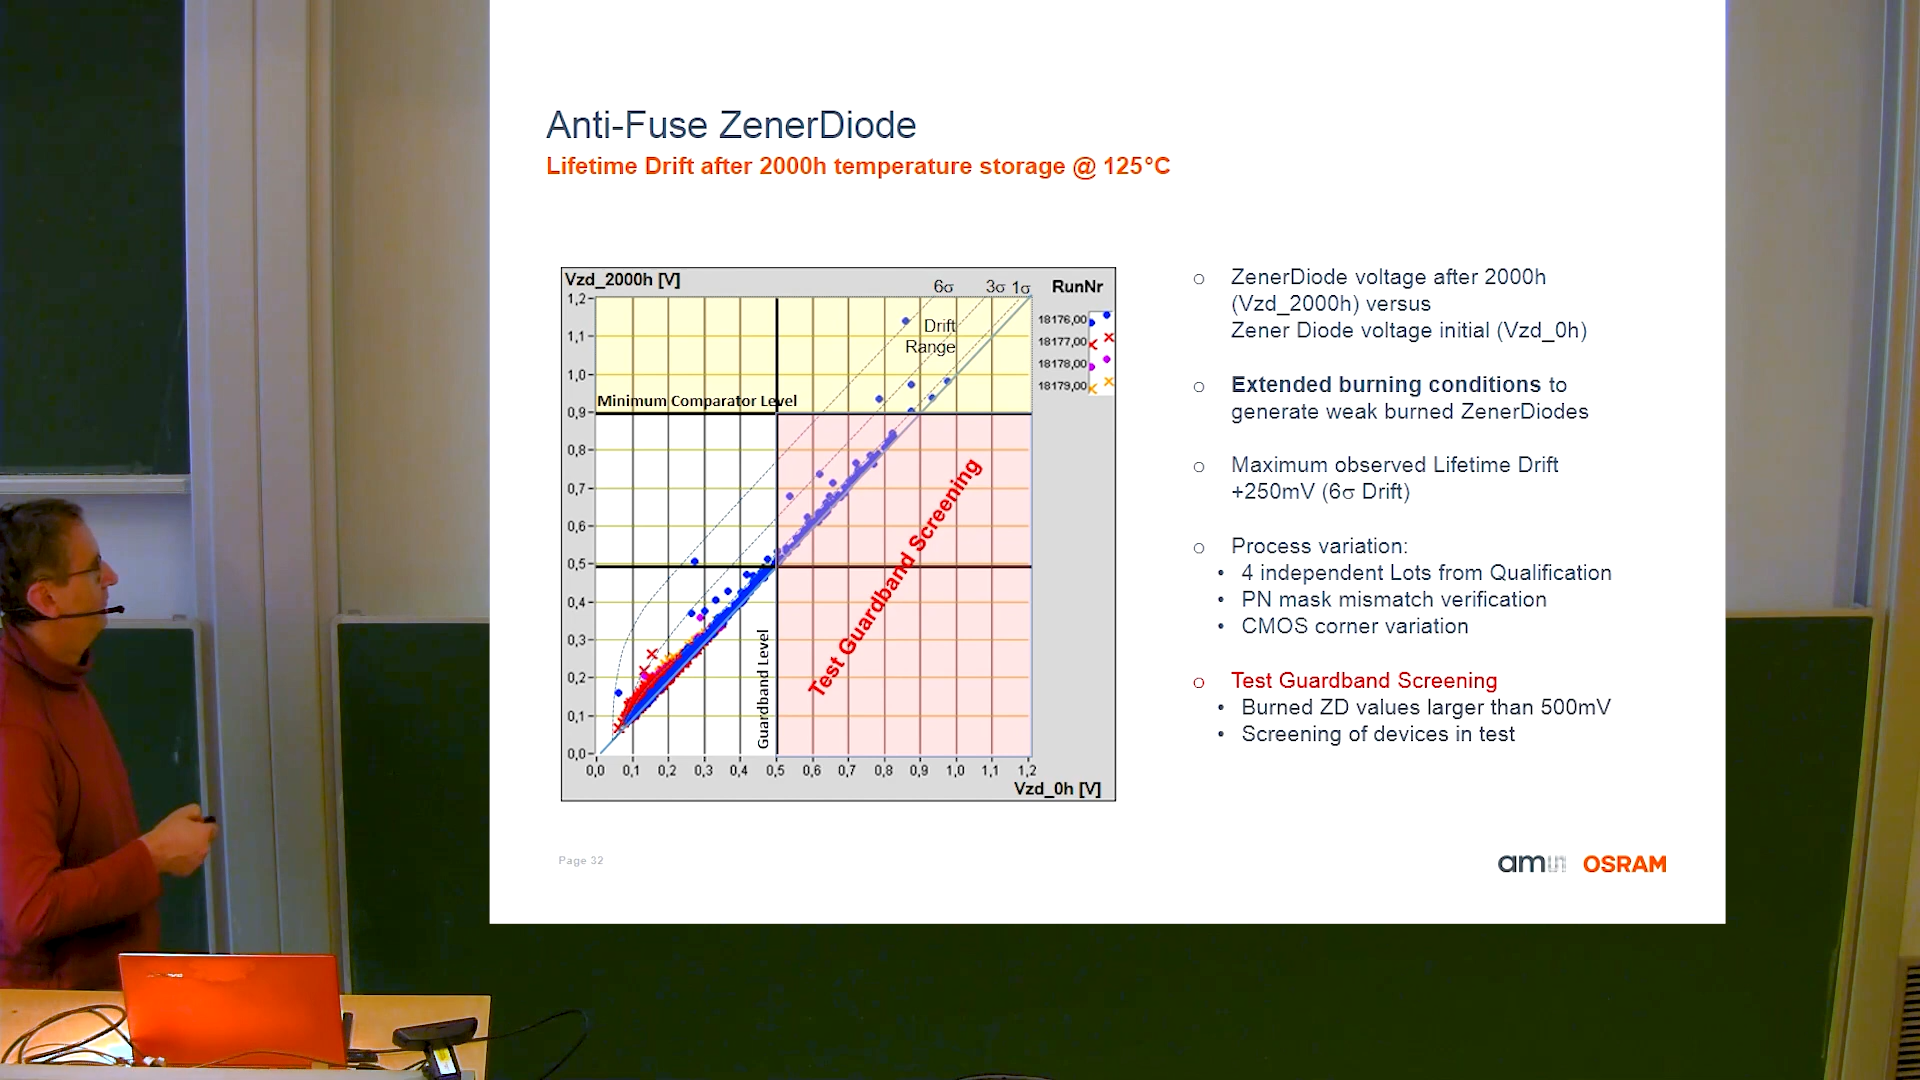 Anti-Fuse ZenerDiode
Lifetime Drift after 2000h temperature storage @ 125°C
Vzd_2000h [V]
6σ 3σ 1σ
RunNr
18176,00
18177,00
18178,00
18179,00
Drift
Range
Minimum Comparator Level
Guardband Level
Test Guardband Screening
1,2
1,1
1,0
0,9
0,8
0,7
0,6
0,5
0,4
0,3
0,2
0,1
0,0
0,0 0,1 0,2 0,3 0,4 0,5 0,6 0,7 0,8 0,9 1,0 1,1 1,2
Vzd_0h [V]
ZenerDiode voltage after 2000h
(Vzd_2000h) versus
Zener Diode voltage initial (Vzd_0h)
Extended burning conditions to
generate weak burned ZenerDiodes
Maximum observed Lifetime Drift
+250mV (6σ Drift)
Process variation:
4 independent Lots from Qualification
PN mask mismatch verification
CMOS corner variation
Test Guardband Screening
Burned ZD values larger than 500mV
Screening of devices in test
Page 32
am OSRAM